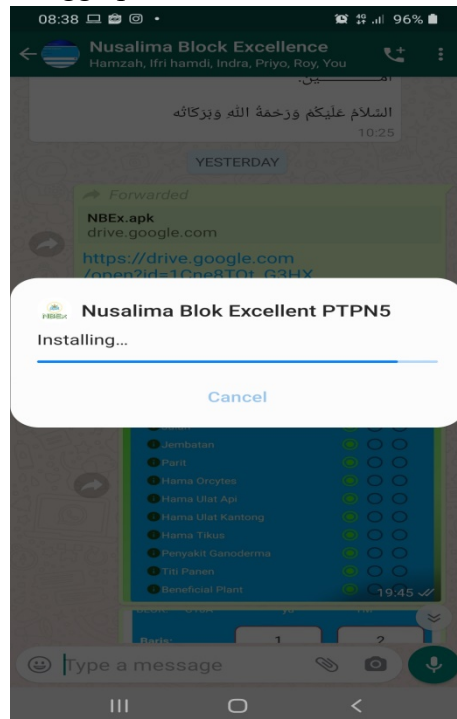 08:38
4G
96%
Nusalima Block Excellence
Hamzah, Ifri hamdi, Indra, Priyo, Roy, You
السَّلاَمُ عَلَيْكُمْ وَرَحْمَةُ اللهِ وَبَرَكَاتُه
10:25
YESTERDAY
Forwarded
NBEx.apk
drive.google.com
https://drive.google.com
NBEx
Nusalima Blok Excellent PTPN5
Installing...
Cancel
Jembatan
Parit
Hama Orcytes
Hama Ulat Api
Hama Ulat Kantong
Hama Tikus
Penyakit Ganoderma
Titi Panen
Beneficial Plant
19:45
Baris:
1
2
Type a message